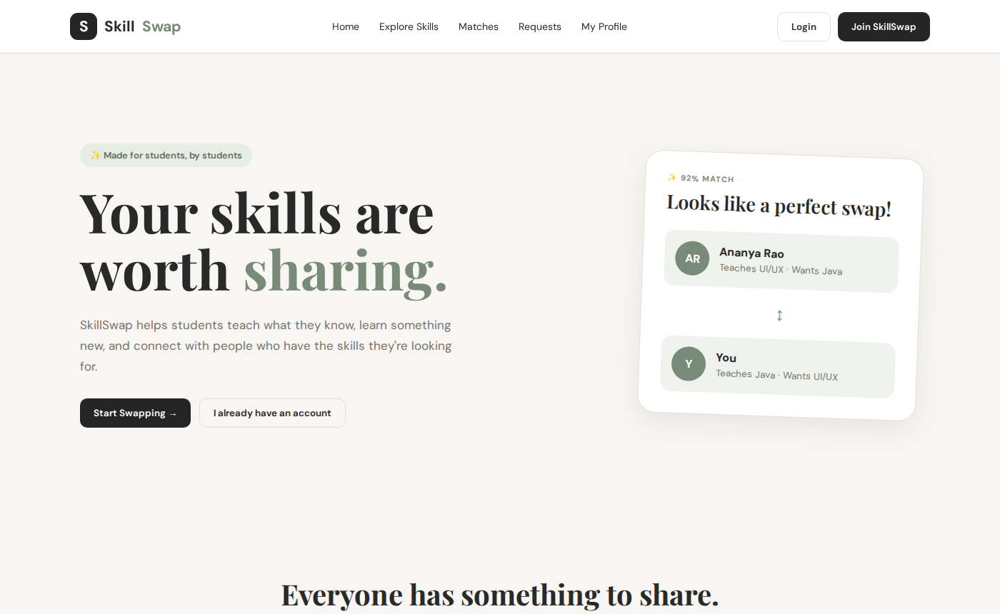 S Skill Swap
Home Explore Skills Matches Requests My Profile
Login Join SkillSwap
✨ Made for students, by students
Your skills are
worth sharing.
SkillSwap helps students teach what they know, learn something
new, and connect with people who have the skills they're looking
for.
Start Swapping → I already have an account
✨ 92% MATCH
Looks like a perfect swap!
AR
Ananya Rao
Teaches UI/UX · Wants Java
↕
Y
You
Teaches Java · Wants UI/UX
Everyone has something to share.